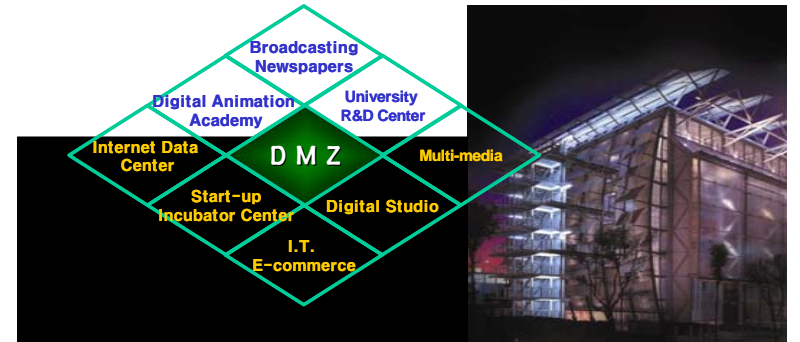 Broadcasting
Newspapers
Digital Animation
Academy
University
R&D Center
Internet Data
Center
DMZ
Multi-media
Start-up
Incubator Center
Digital Studio
I.T.
E-commerce